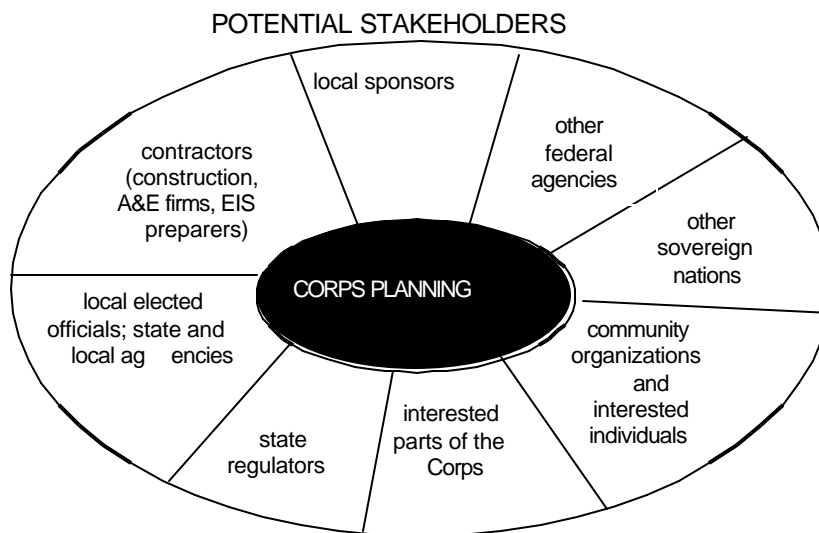 POTENTIAL STAKEHOLDERS
local sponsors
other
federal
agencies
other
sovereign
nations
community
organizations
and
interested
individuals
interested
parts of the
Corps
state
regulators
local elected
officials; state and
local ag encies
contractors
(construction,
A&E firms, EIS
preparers)
CORPS PLANNING